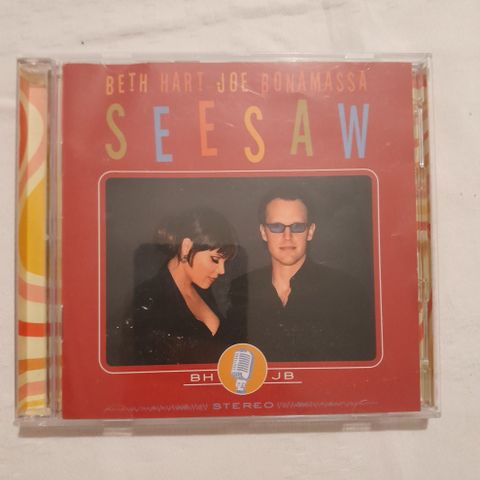 BETH HART JOE BONAMASSA
SEESAW
BH JB
STEREO